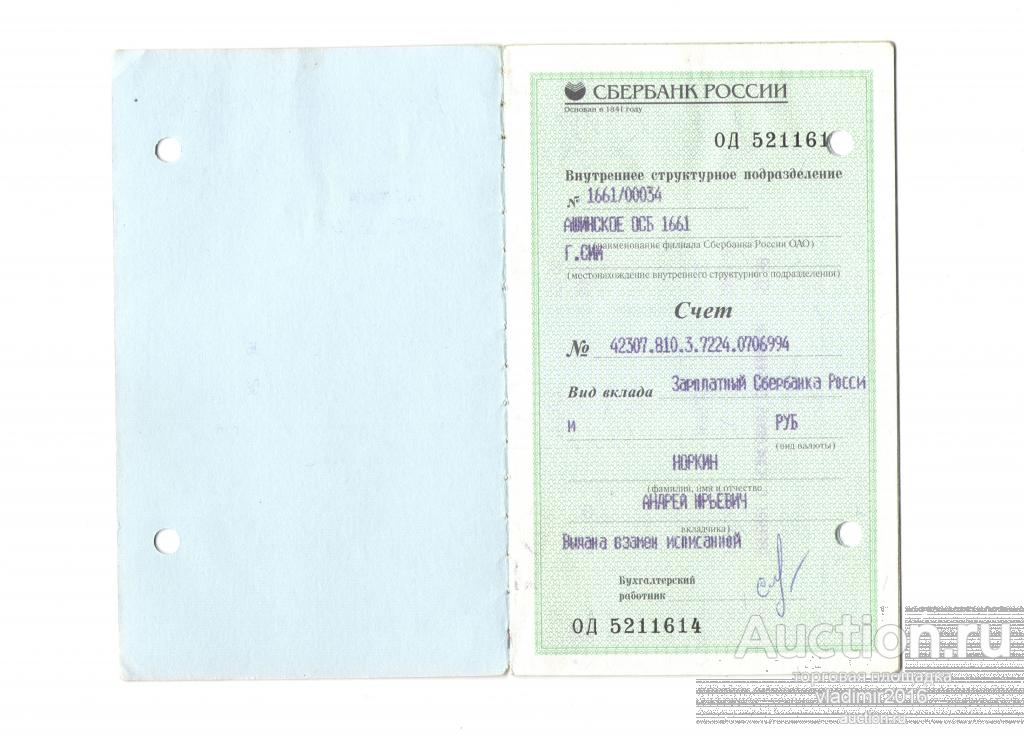 СБЕРБАНК РОССИИ
Основан в 1841 году
ОД 521161
Внутреннее структурное подразделение
№ 1661/00034
АШИНСКОЕ ОСБ 1661
(наименование филиала Сбербанка России ОАО)
Г.СИМ
(местонахождение внутреннего структурного подразделения)
Счет
№ 42307.810.3.7224.0706994
Вид вклада Зарплатный Сбербанка Росси
и РУБ
(вид валюты)
НОРКИН
(фамилия, имя и отчество
АНДРЕЙ ЮРЬЕВИЧ
вкладчика)
Выдана взамен исписанной
Бухгалтерский
работник
ОД 5211614
Auction.ru
торговая площадка
vladimir2016
auction.ru